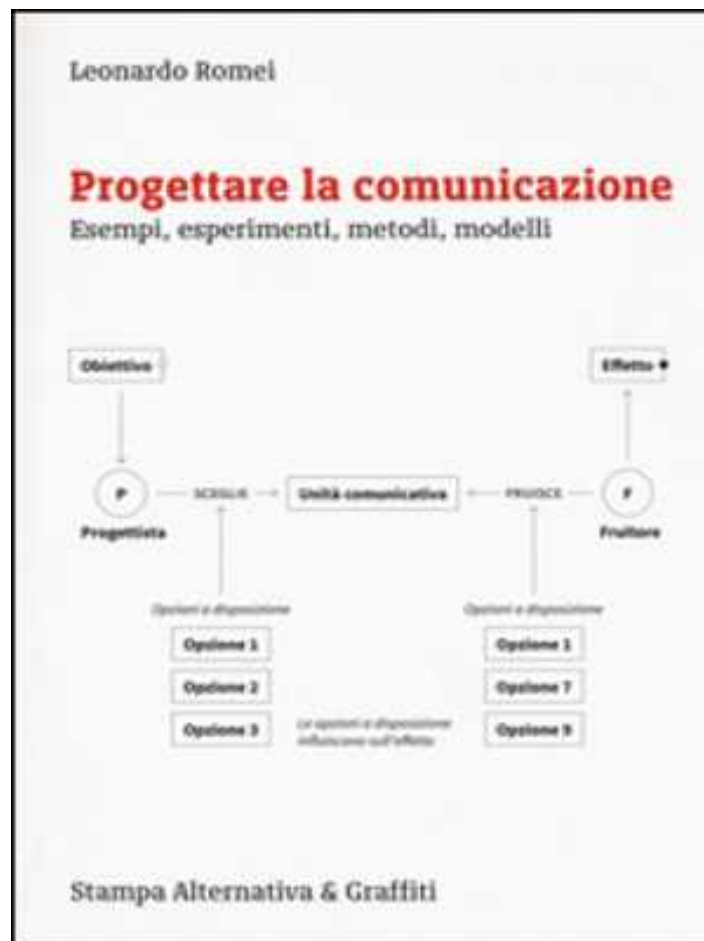 Leonardo Romei
Progettare la comunicazione
Esempi, esperimenti, metodi, modelli
Obiettivo
Effetto
P
SCEGLIE
Unità comunicativa
FRUISCE
F
Progettista
Fruitore
Opzioni a disposizione
Opzioni a disposizione
Opzione 1
Opzione 1
Opzione 2
Opzione 7
Opzione 3
Le opzioni a disposizione
influiscono sull'effetto
Opzione 9
Stampa Alternativa & Graffiti